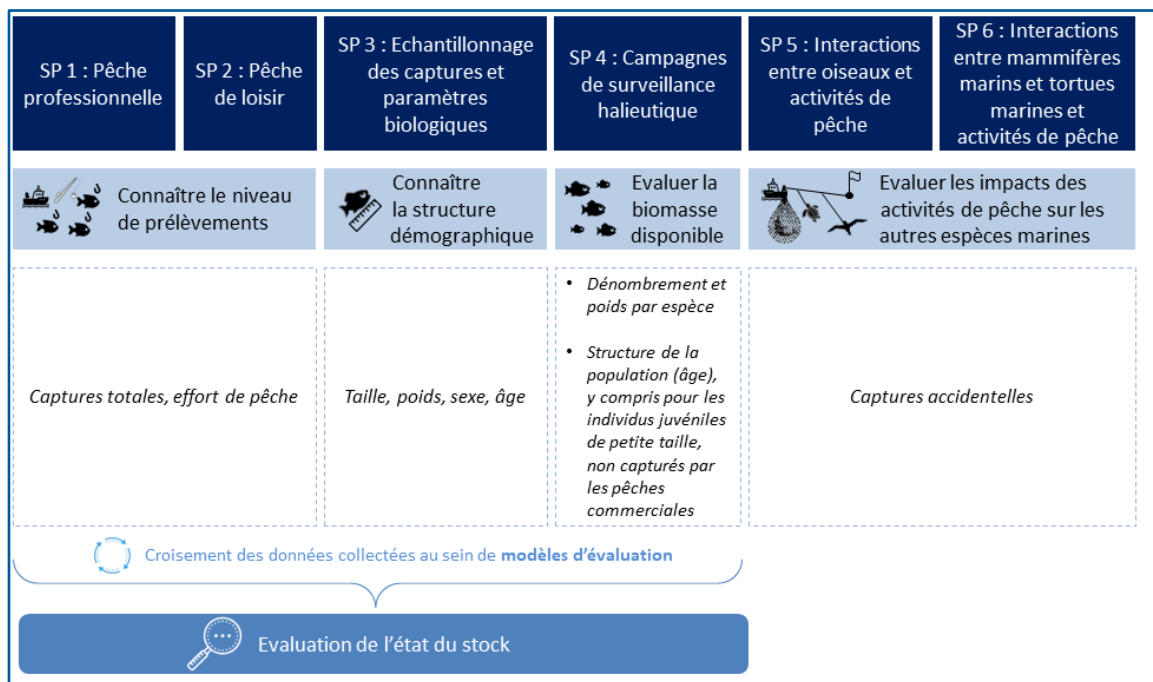 SP 1 : Pêche
professionnelle
SP 2 : Pêche
de loisir
SP 3 : Echantillonnage
des captures et
paramètres
biologiques
SP 4 : Campagnes
de surveillance
halieutique
SP 5 : Interactions
entre oiseaux et
activités de
pêche
SP 6 : Interactions
entre mammifères
marins et tortues
marines et
activités de pêche
Connaître le niveau
de prélèvements
Connaître
la structure
démographique
Evaluer la
biomasse
disponible
Evaluer les impacts des
activités de pêche sur les
autres espèces marines
Captures totales, effort de pêche
Taille, poids, sexe, âge
• Dénombrement et
poids par espèce
• Structure de la
population (âge),
y compris pour les
individus juvéniles
de petite taille,
non capturés par
les pêches
commerciales
Captures accidentelles
Croisement des données collectées au sein de modèles d'évaluation
Evaluation de l'état du stock